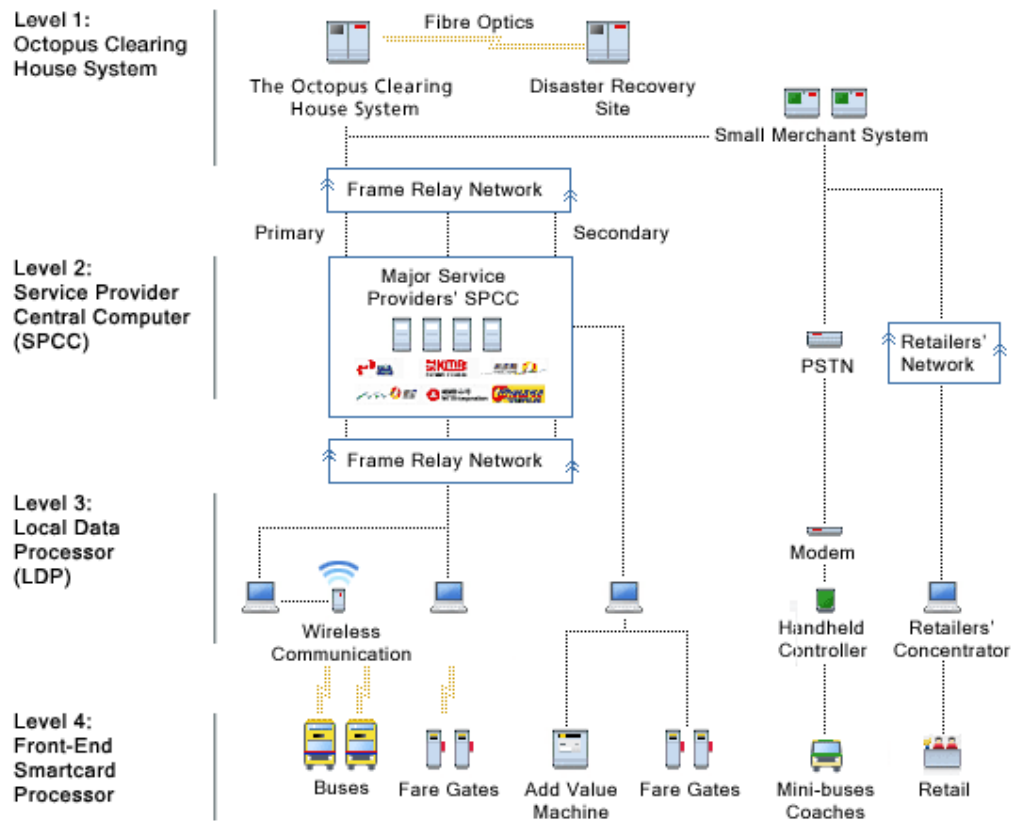 Level 1:
Octopus Clearing
House System
Fibre Optics
The Octopus Clearing
House System
Disaster Recovery
Site
Small Merchant System
Frame Relay Network
Primary
Secondary
Level 2:
Service Provider
Central Computer
(SPCC)
Major Service
Providers' SPCC
KMB
PSTN
Retailers'
Network
Frame Relay Network
Level 3:
Local Data
Processor
(LDP)
Wireless
Communication
Modem
Handheld
Controller
Retailers'
Concentrator
Level 4:
Front-End
Smartcard
Processor
Buses
Fare Gates
Add Value
Machine
Fare Gates
Mini-buses
Coaches
Retail